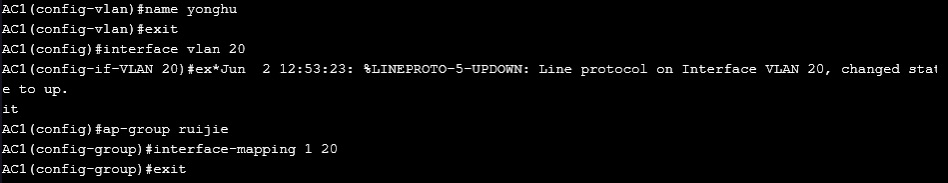 AC1(config-vlan)#name yonghu
AC1(config-vlan)#exit
AC1(config)#interface vlan 20
AC1(config-if-VLAN 20)#ex*Jun  2 12:53:23: %LINEPROTO-5-UPDOWN: Line protocol on Interface VLAN 20, changed stat
e to up.
it
AC1(config)#ap-group ruijie
AC1(config-group)#interface-mapping 1 20
AC1(config-group)#exit